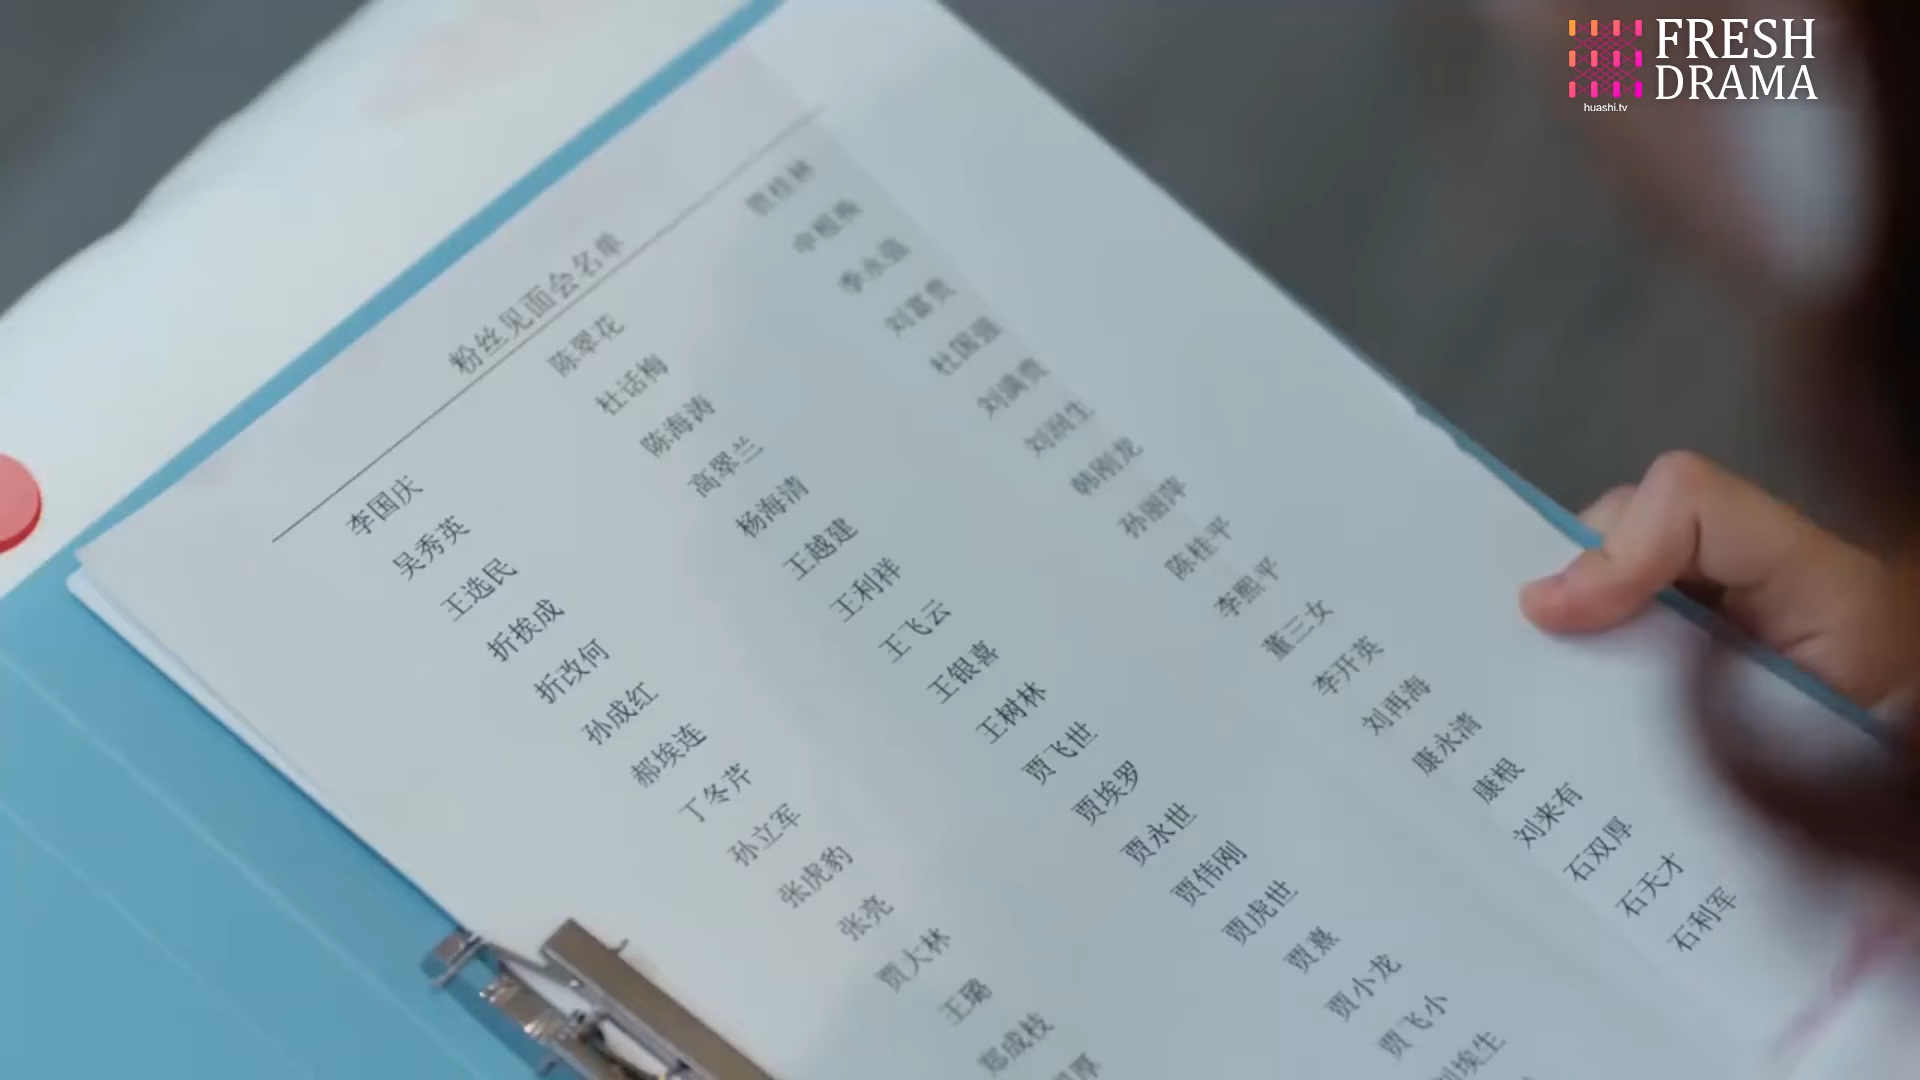 FRESH
DRAMA
huashi.tv
粉丝见面会名单
李国庆
吴秀英
王选民
折挨成
折改何
孙成红
郝埃连
丁冬芹
孙立军
张虎豹
张亮
贾大林
王璐
郑成枝
陈翠花
杜话梅
陈海涛
高翠兰
杨海清
王越建
王利祥
王飞云
王银喜
王树林
贾飞世
贾埃罗
贾永世
贾伟刚
贾虎世
贾熹
贾小龙
贾飞小
贾桂林
季永强
刘富贵
杜国强
刘满贵
刘润生
韩刚龙
孙丽萍
陈桂平
李熙平
董三女
李开英
刘再海
康永清
康根
刘来有
石双厚
石天才
石利军